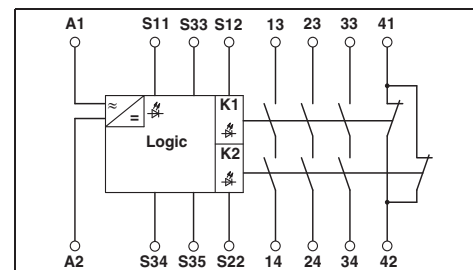 A1 S11 S33 S12 13 23 33 41
≈
=
K1
Logic
K2
A2 S34 S35 S22 14 24 34 42